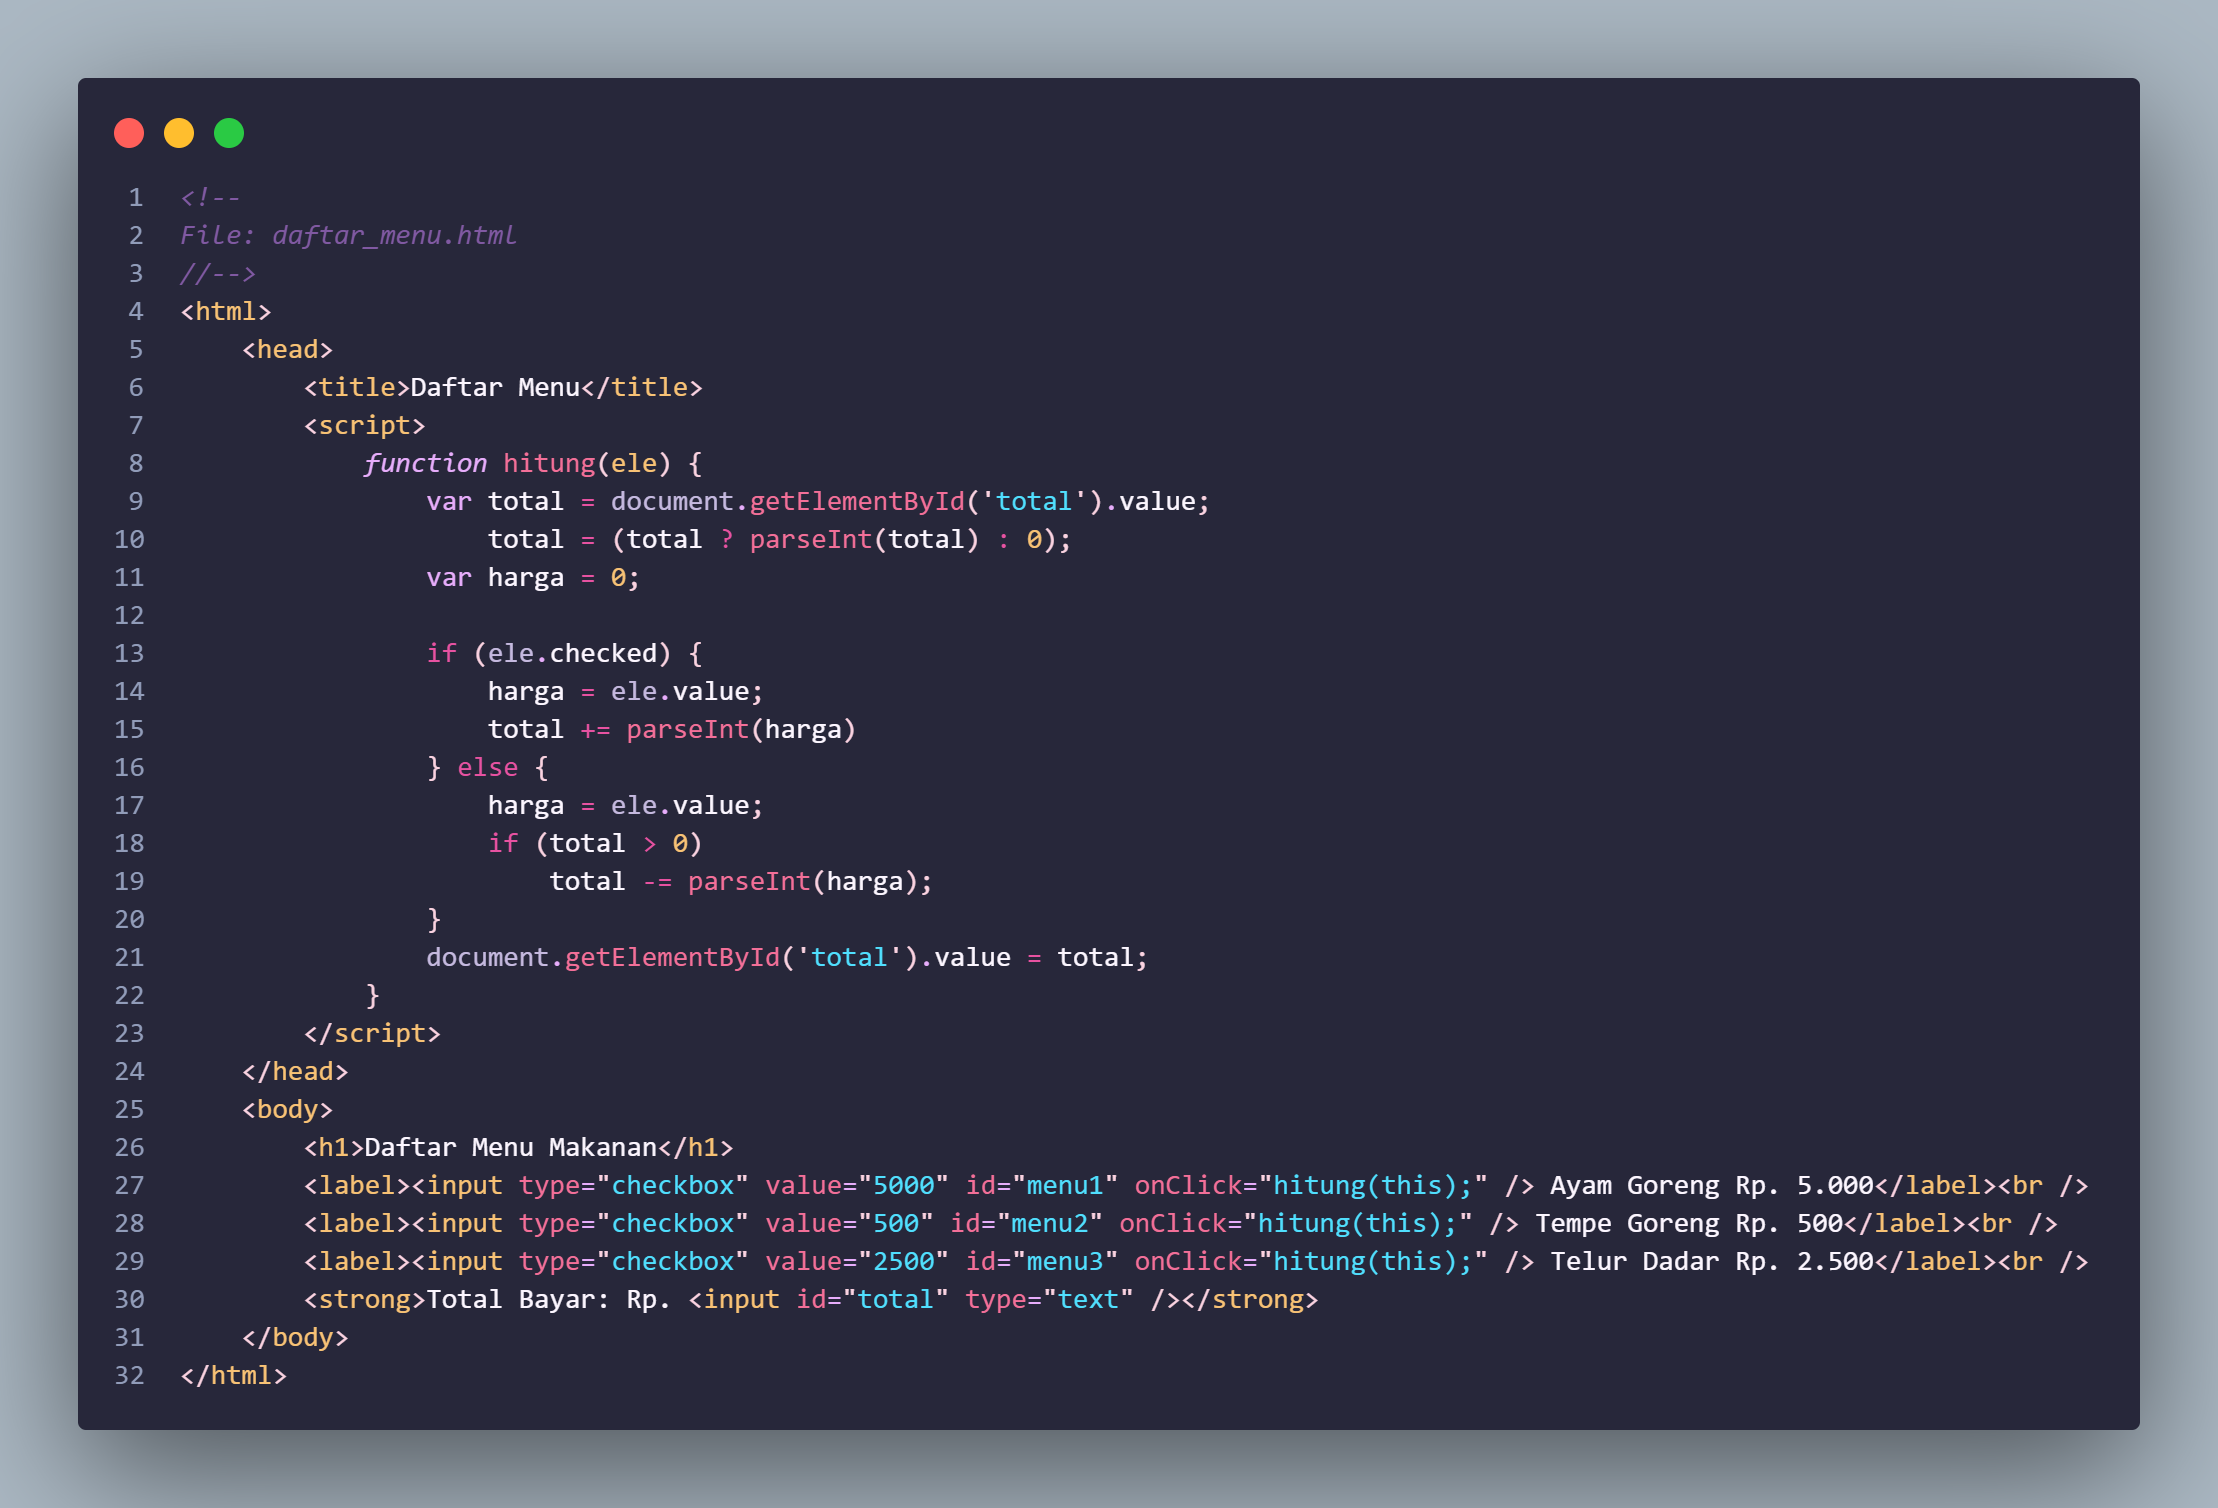 1 <!--
2 File: daftar_menu.html
3 //-->
4 <html>
5     <head>
6         <title>Daftar Menu</title>
7         <script>
8             function hitung(ele) {
9                 var total = document.getElementById('total').value;
10                     total = (total ? parseInt(total) : 0);
11                 var harga = 0;
12
13                 if (ele.checked) {
14                     harga = ele.value;
15                     total += parseInt(harga)
16                 } else {
17                     harga = ele.value;
18                     if (total > 0)
19                         total -= parseInt(harga);
20                 }
21                 document.getElementById('total').value = total;
22             }
23         </script>
24     </head>
25     <body>
26         <h1>Daftar Menu Makanan</h1>
27         <label><input type="checkbox" value="5000" id="menu1" onClick="hitung(this);" /> Ayam Goreng Rp. 5.000</label><br />
28         <label><input type="checkbox" value="500" id="menu2" onClick="hitung(this);" /> Tempe Goreng Rp. 500</label><br />
29         <label><input type="checkbox" value="2500" id="menu3" onClick="hitung(this);" /> Telur Dadar Rp. 2.500</label><br />
30         <strong>Total Bayar: Rp. <input id="total" type="text" /></strong>
31     </body>
32 </html>